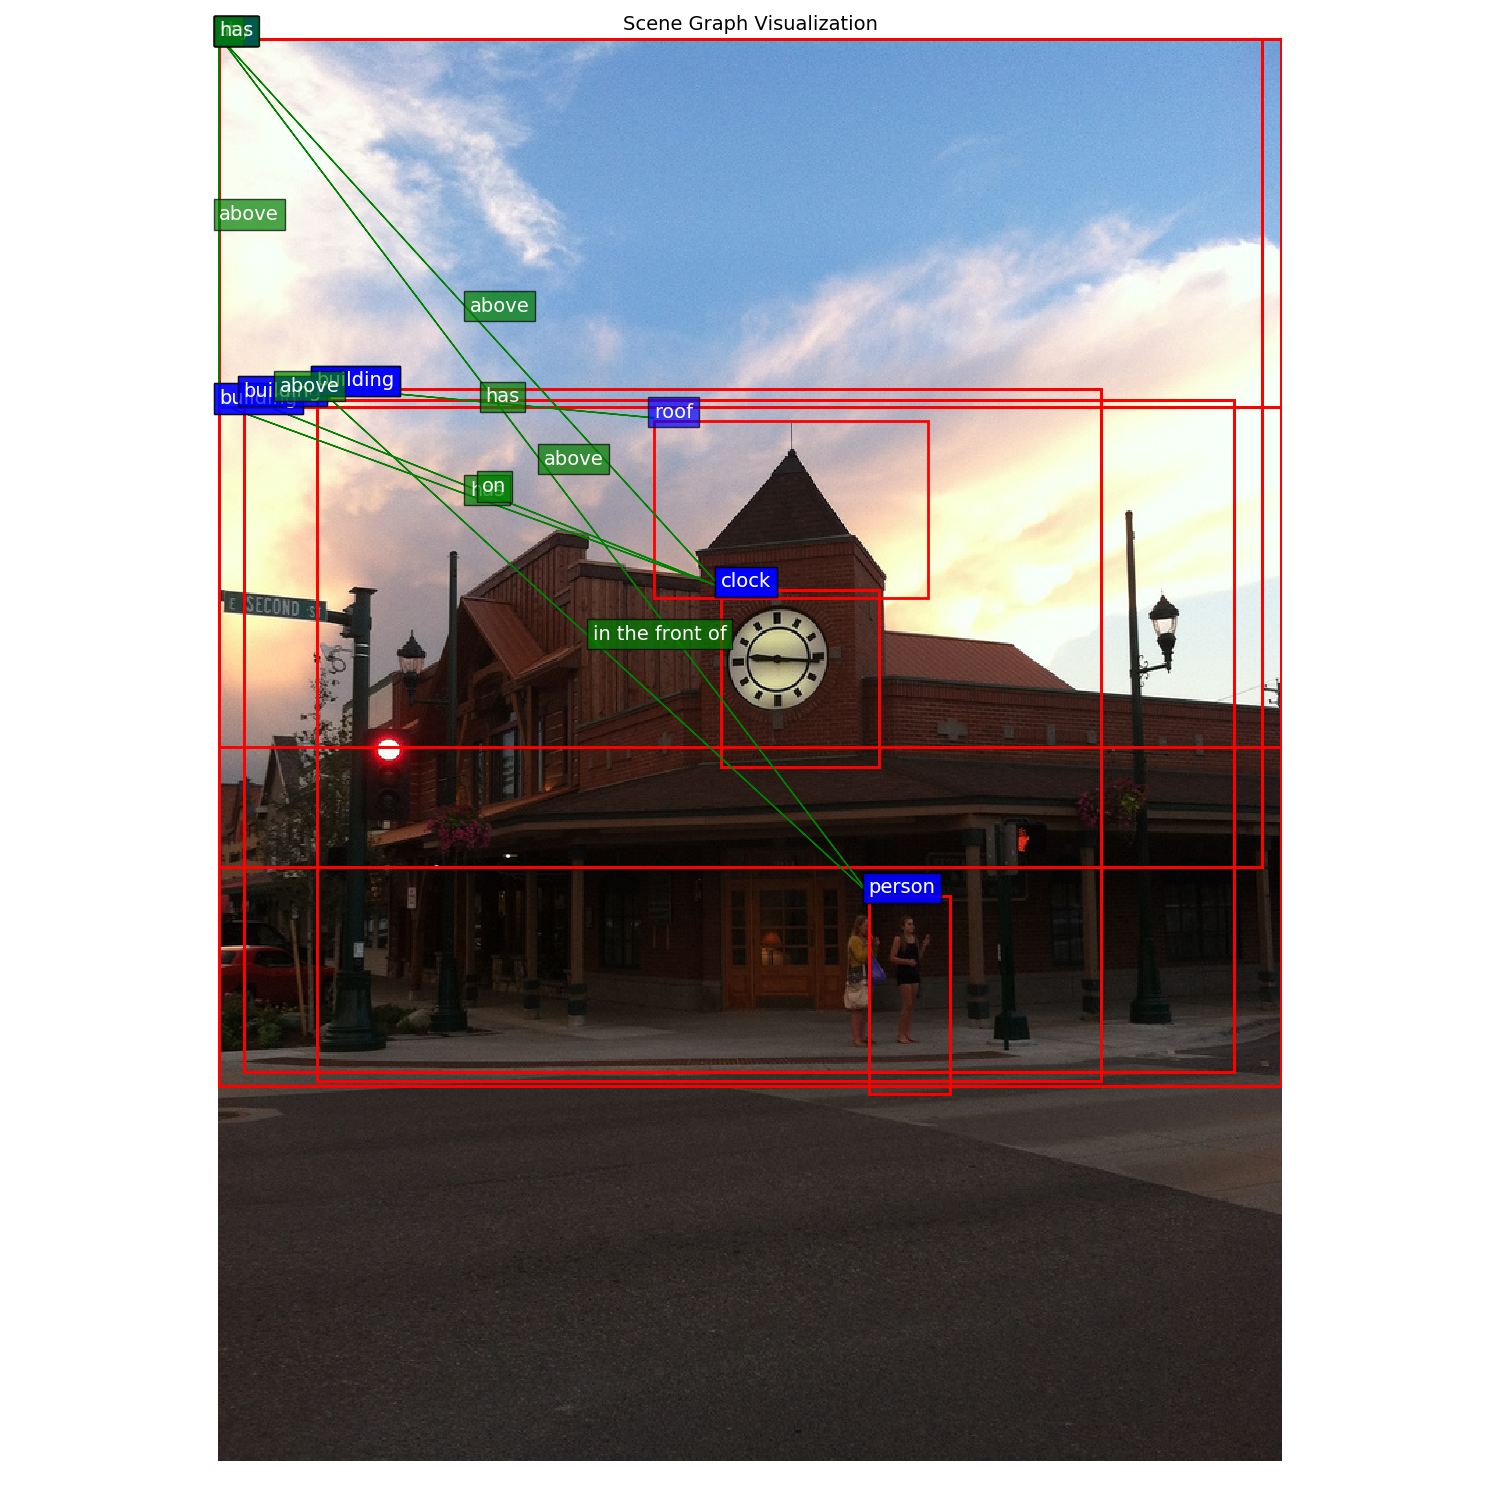 Scene Graph Visualization
has
above
above
building
above
has
roof
above
has
on
clock
E SECOND ST
in the front of
person